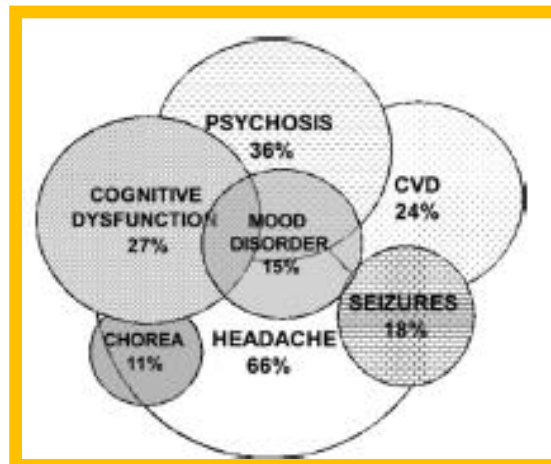 PSYCHOSIS
36%
COGNITIVE
DYSFUNCTION
27%
MOOD
DISORDER
15%
CVD
24%
SEIZURES
18%
CHOREA
11%
HEADACHE
66%